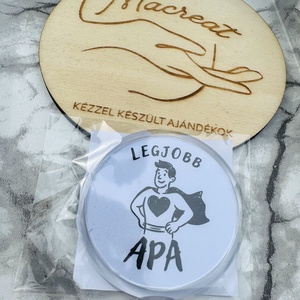 Macreat
KÉZZEL KÉSZÜLT AJÁNDÉKOK
LEGJOBB
APA